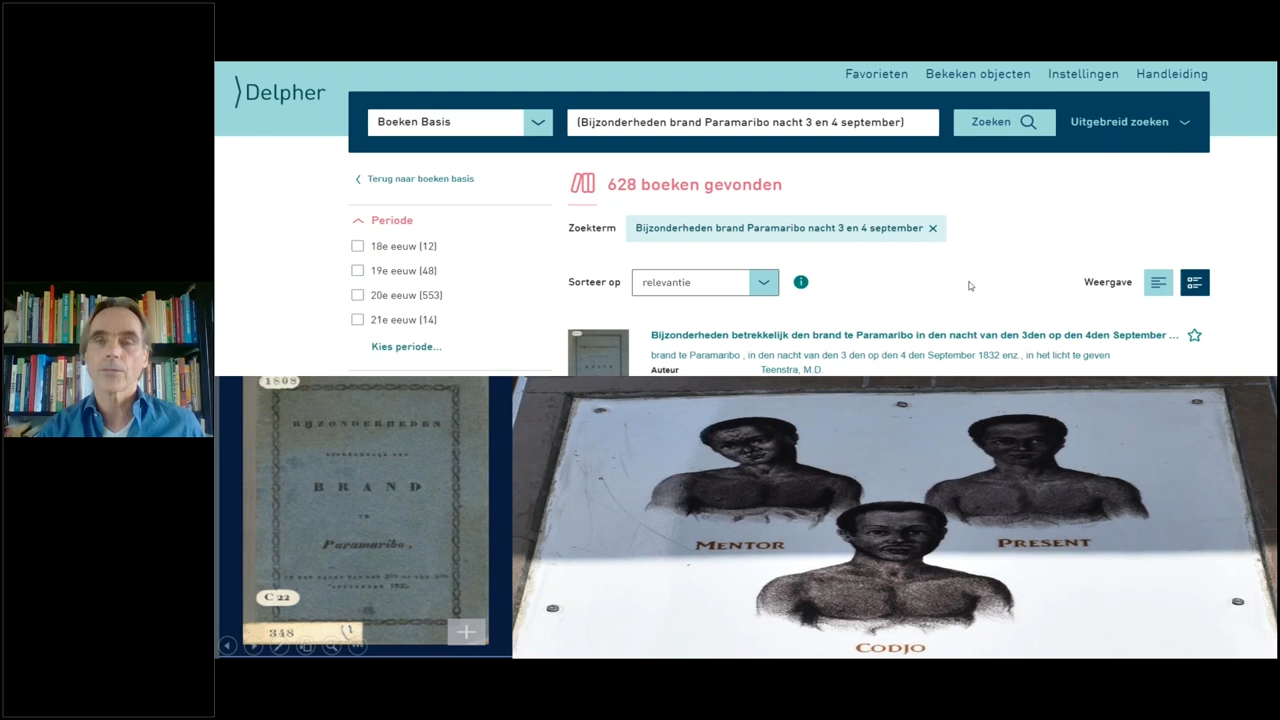 Favorieten Bekeken objecten Instellingen Handleiding
Delpher
Boeken Basis
(Bijzonderheden brand Paramaribo nacht 3 en 4 september)
Zoeken
Uitgebreid zoeken
Terug naar boeken basis
628 boeken gevonden
Periode
Zoekterm
Bijzonderheden brand Paramaribo nacht 3 en 4 september
18e eeuw (12)
19e eeuw (48)
20e eeuw (553)
21e eeuw (14)
Kies periode...
Sorteer op
relevantie
Weergave
Bijzonderheden betrekkelijk den brand te Paramaribo in den nacht van den 3den op den 4den September ...
brand te Paramaribo , in den nacht van den 3 den op den 4 den September 1832 enz., in het licht te geven
Auteur
Teenstra, M.D.
1808
BIJZONDERHEDEN
BRAND
TE
Paramaribo,
C 22
348
MENTOR
PRESENT
CODJO